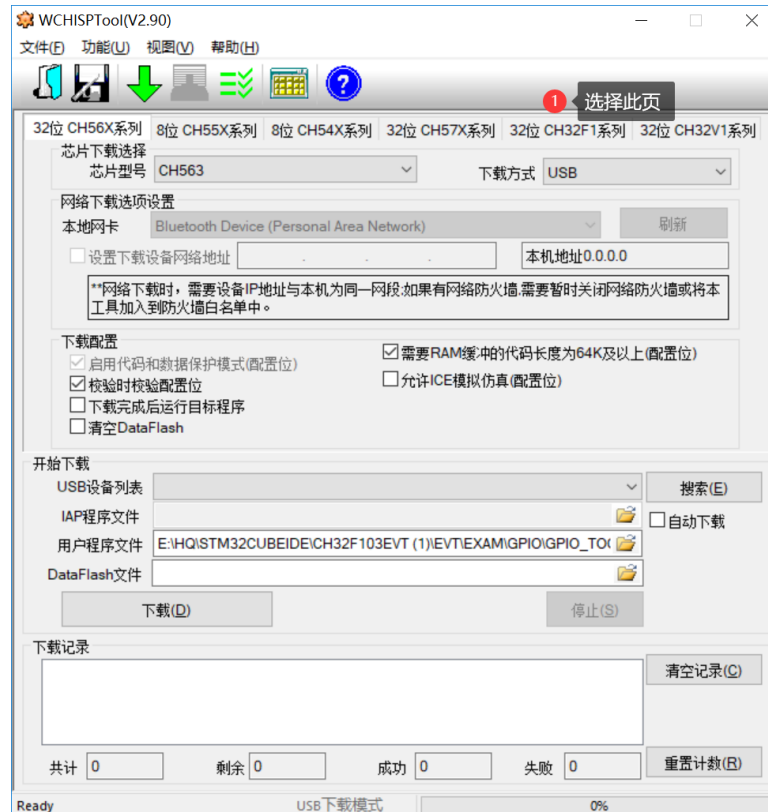 WCHISPTool(V2.90)
文件(F) 功能(U) 视图(V) 帮助(H)
1 选择此页
32位 CH56X系列 8位 CH55X系列 8位 CH54X系列 32位 CH57X系列 32位 CH32F1系列 32位 CH32V1系列
芯片下载选择
芯片型号 CH563 下载方式 USB
网络下载选项设置
本地网卡 Bluetooth Device (Personal Area Network) 刷新
设置下载设备网络地址 . . . 本机地址0.0.0.0
**网络下载时，需要设备IP地址与本机为同一网段;如果有网络防火墙.需要暂时关闭网络防火墙或将本
工具加入到防火墙白名单中。
下载配置
启用代码和数据保护模式(配置位) 需要RAM缓冲的代码长度为64K及以上(配置位)
校验时校验配置位 允许ICE模拟仿真(配置位)
下载完成后运行目标程序
清空DataFlash
开始下载
USB设备列表 搜索(E)
IAP程序文件 自动下载
用户程序文件 E:\HQ\STM32CUBEIDE\CH32F103EVT (1)\EVT\EXAM\GPIO\GPIO_TOG
DataFlash文件
下载(D) 停止(S)
下载记录
清空记录(C)
共计 0 剩余 0 成功 0 失败 0 重置计数(R)
Ready USB下载模式 0%